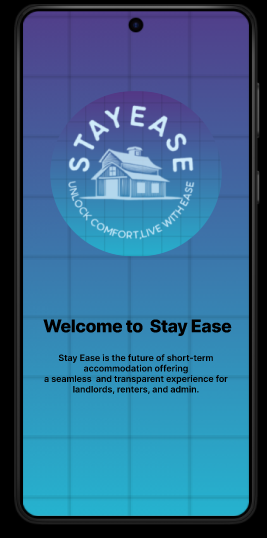 STAYEASE
UNLOCK COMFORT,LIVE WITH EASE
Welcome to Stay Ease
Stay Ease is the future of short-term
accommodation offering
a seamless and transparent experience for
landlords, renters, and admin.